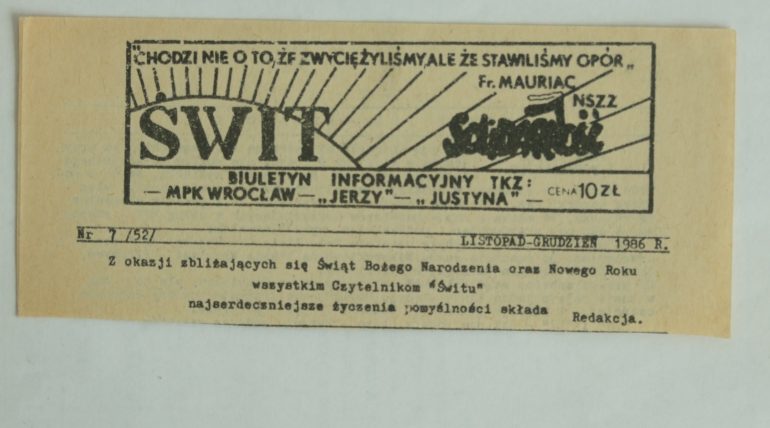 "CHODZI NIE O TO, ŻE ZWYCIĘŻYLIŚMY, ALE ŻE STAWILIŚMY OPÓR„
Fr. MAURIAC
NSZZ
ŚWIT
Solidarność
BIULETYN INFORMACYJNY TKZ:
— MPK WROCŁAW — „JERZY" — „JUSTYNA" —
CENA 10 ZŁ
Nr 7 /52/
LISTOPAD-GRUDZIEŃ 1986 R.
Z okazji zbliżających się Świąt Bożego Narodzenia oraz Nowego Roku
wszystkim Czytelnikom "Świtu"
najserdeczniejsze życzenia pomyślności składa
Redakcja.